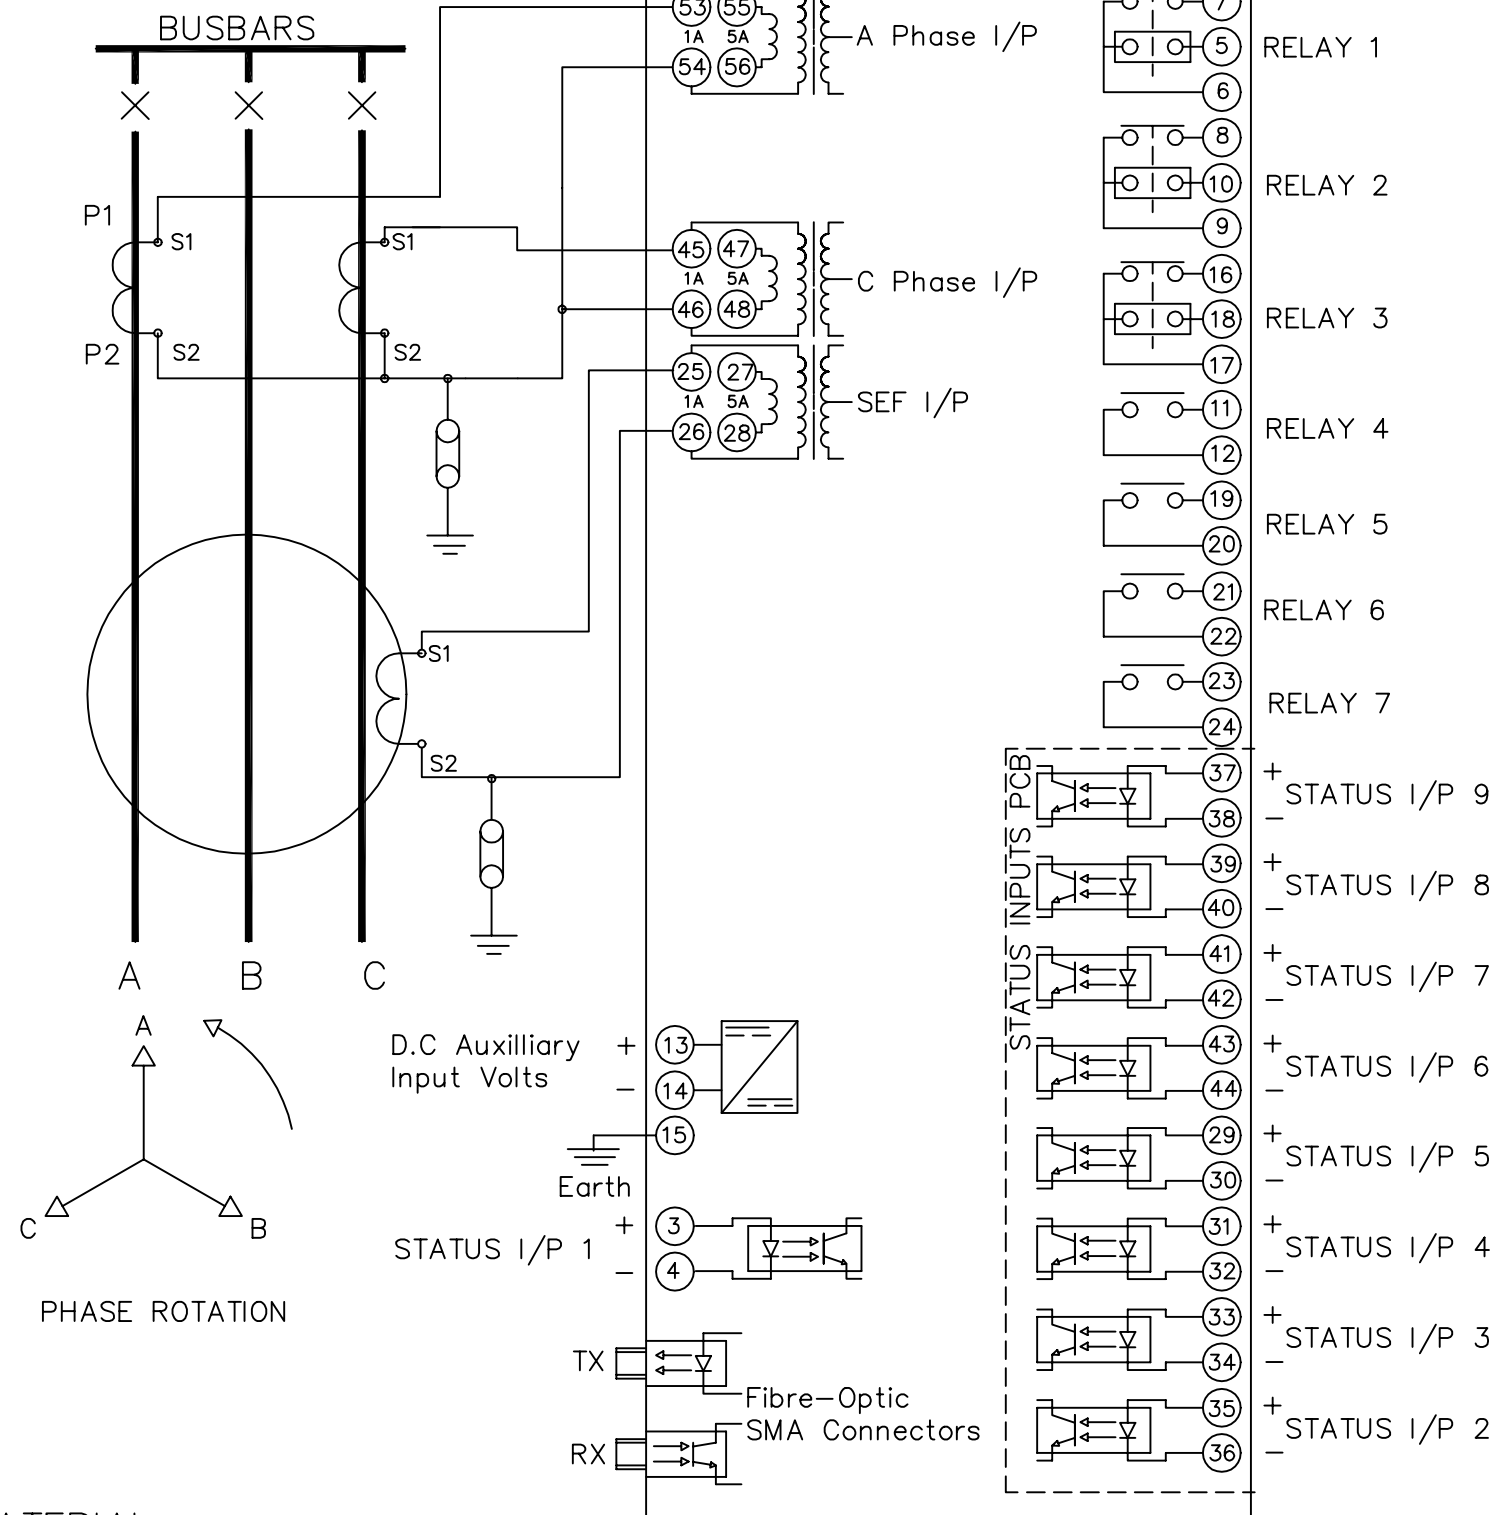 BUSBARS
53 55
1A 5A
54 56
A Phase I/P
7
5
6
RELAY 1
8
10
9
RELAY 2
P1
S1
S1
P2
S2
S2
45 47
1A 5A
46 48
C Phase I/P
16
18
17
RELAY 3
25 27
1A 5A
26 28
SEF I/P
11
12
RELAY 4
19
20
RELAY 5
21
22
RELAY 6
23
24
RELAY 7
S1
S2
A B C
A
C
B
PHASE ROTATION
D.C Auxilliary
Input Volts
+ 13
− 14
15
Earth
STATUS I/P 1
+ 3
− 4
TX
RX
Fibre-Optic
SMA Connectors
STATUS INPUTS PCB
37 +
38 −
STATUS I/P 9
39 +
40 −
STATUS I/P 8
41 +
42 −
STATUS I/P 7
43 +
44 −
STATUS I/P 6
29 +
30 −
STATUS I/P 5
31 +
32 −
STATUS I/P 4
33 +
34 −
STATUS I/P 3
35 +
36 −
STATUS I/P 2